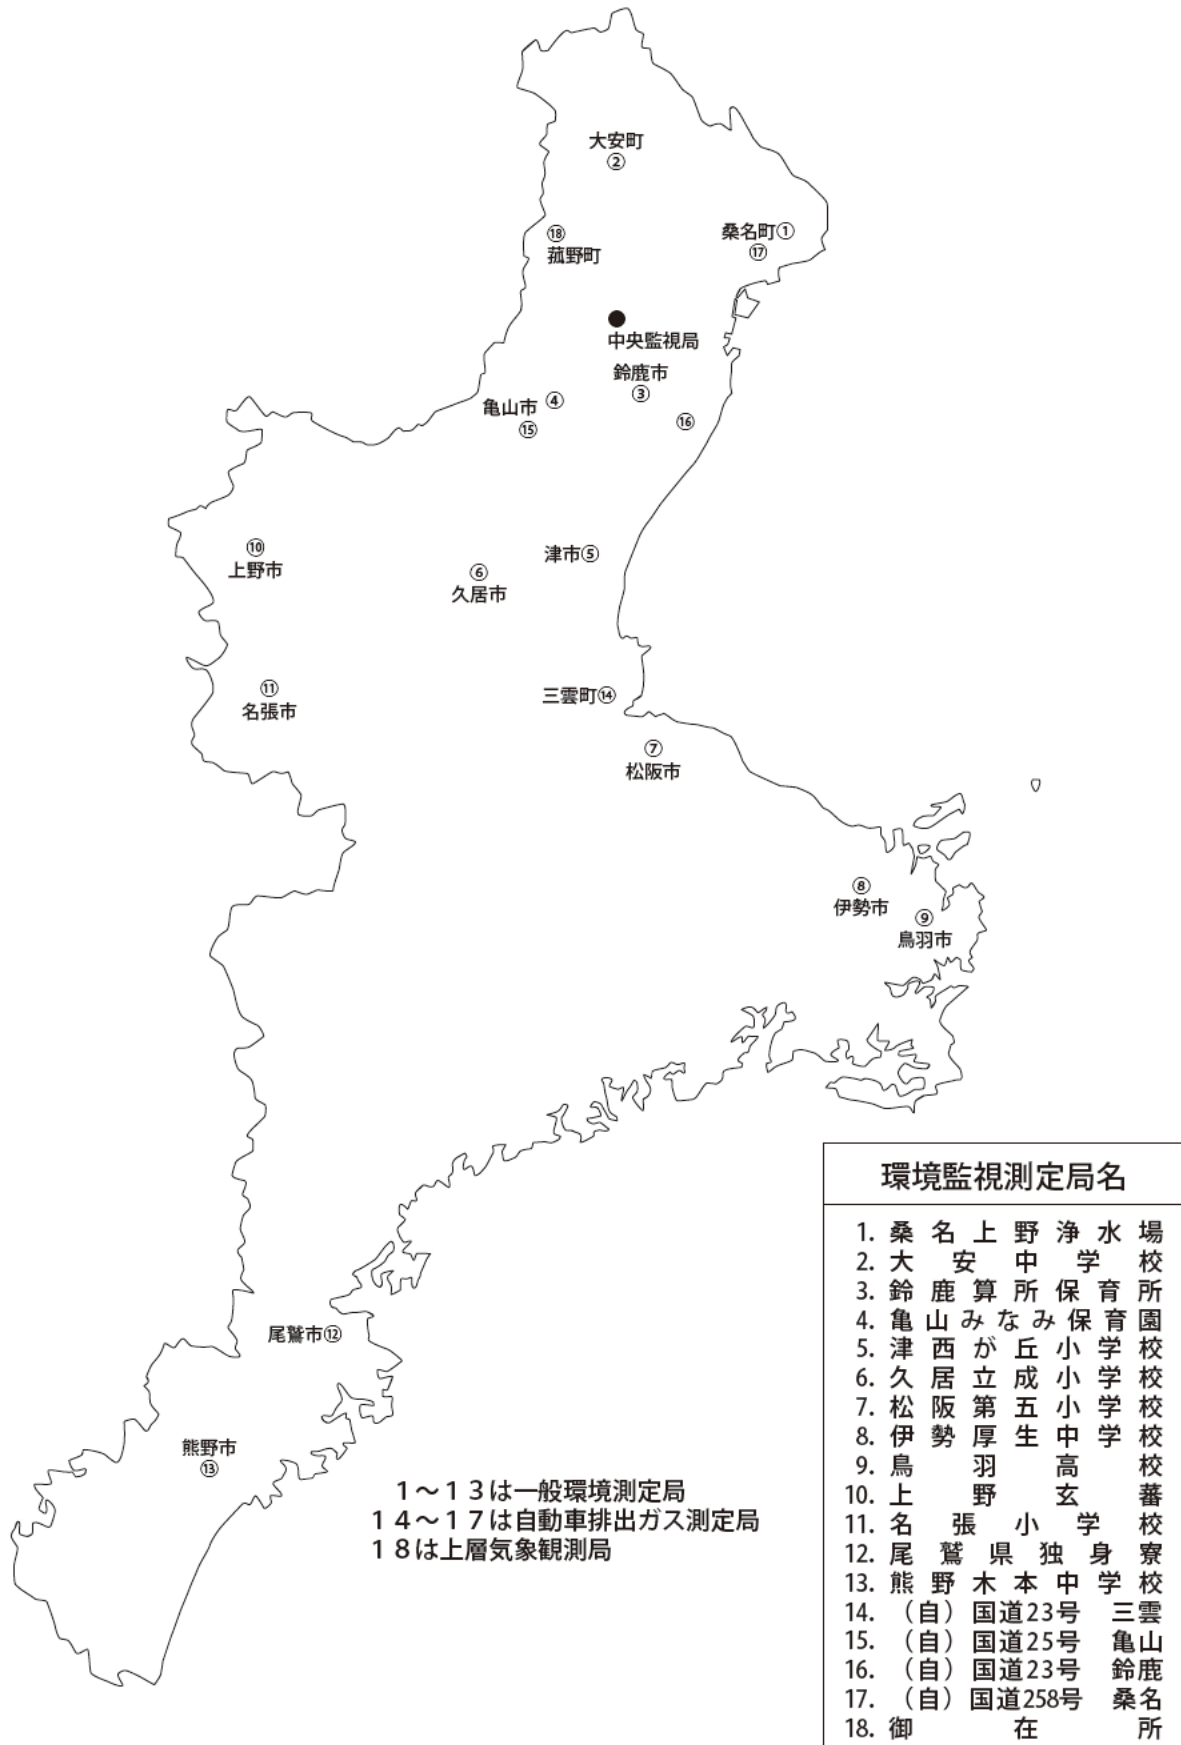 大安町
②
桑名町①
⑰
⑱
菰野町
中央監視局
鈴鹿市
③
亀山市 ④
⑮
⑯
津市⑤
⑩
上野市
⑥
久居市
⑪
名張市
三雲町⑭
⑦
松阪市
⑧
伊勢市
⑨
鳥羽市
尾鷲市⑫
熊野市
⑬
1～13は一般環境測定局
14～17は自動車排出ガス測定局
18は上層気象観測局
環境監視測定局名
1. 桑名上野浄水場
2. 大安中学校
3. 鈴鹿算所保育所
4. 亀山みなみ保育園
5. 津西が丘小学校
6. 久居立成小学校
7. 松阪第五小学校
8. 伊勢厚生中学校
9. 鳥羽高校
10. 上野玄蕃
11. 名張小学校
12. 尾鷲県独身寮
13. 熊野木本中学校
14. （自）国道23号 三雲
15. （自）国道25号 亀山
16. （自）国道23号 鈴鹿
17. （自）国道258号 桑名
18. 御在所